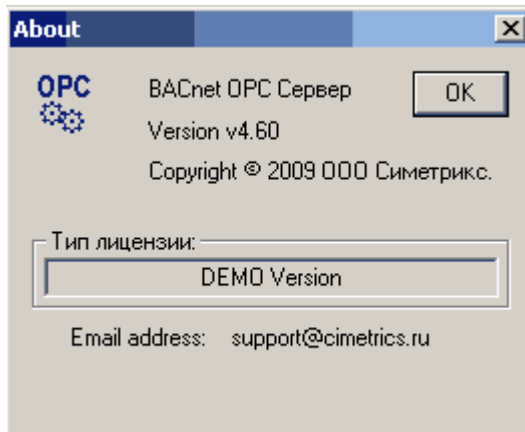 About
OPC
BACnet OPC Сервер
OK
Version v4.60
Copyright © 2009 ООО Симетрикс.
Тип лицензии:
DEMO Version
Email address: support@cimetrics.ru